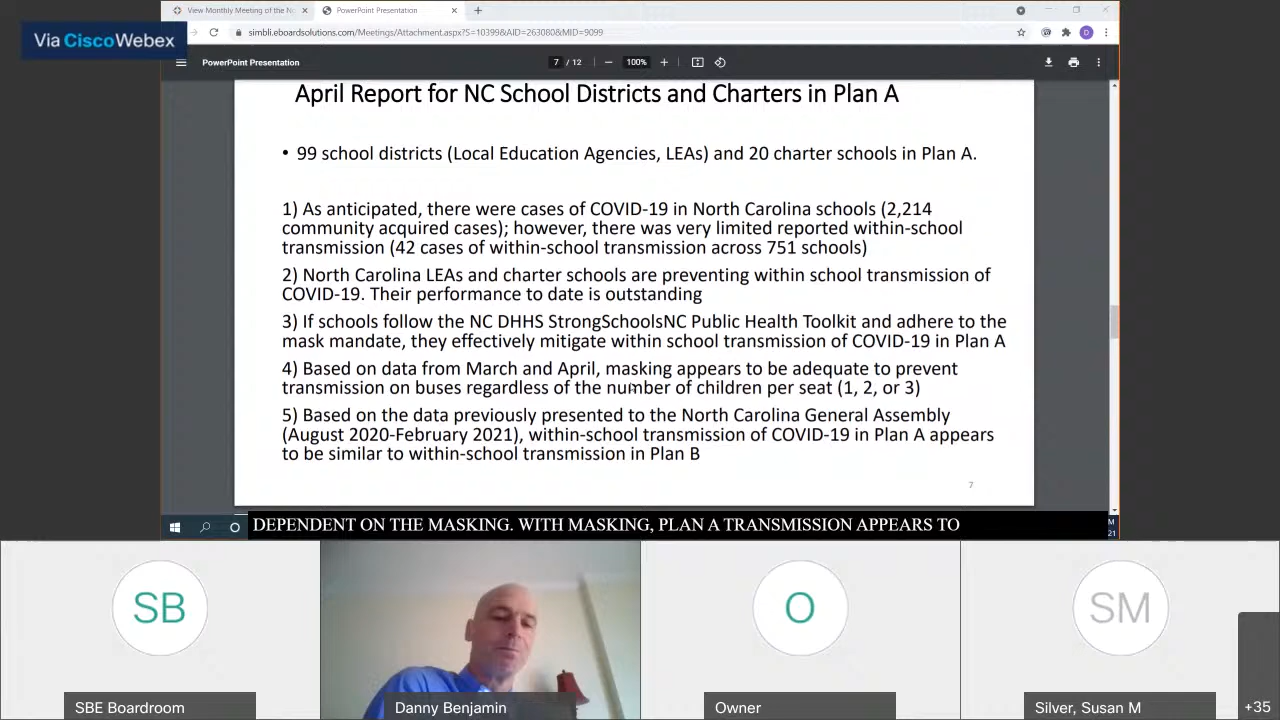 View Monthly Meeting of the No
PowerPoint Presentation
Via Cisco Webex
simbli.eboardsolutions.com/Meetings/Attachment.aspx?S=10399&AID=263080&MID=9099
D
PowerPoint Presentation
7 / 12
100%
April Report for NC School Districts and Charters in Plan A
• 99 school districts (Local Education Agencies, LEAs) and 20 charter schools in Plan A.
1) As anticipated, there were cases of COVID-19 in North Carolina schools (2,214
community acquired cases); however, there was very limited reported within-school
transmission (42 cases of within-school transmission across 751 schools)
2) North Carolina LEAs and charter schools are preventing within school transmission of
COVID-19. Their performance to date is outstanding
3) If schools follow the NC DHHS StrongSchoolsNC Public Health Toolkit and adhere to the
mask mandate, they effectively mitigate within school transmission of COVID-19 in Plan A
4) Based on data from March and April, masking appears to be adequate to prevent
transmission on buses regardless of the number of children per seat (1, 2, or 3)
5) Based on the data previously presented to the North Carolina General Assembly
(August 2020-February 2021), within-school transmission of COVID-19 in Plan A appears
to be similar to within-school transmission in Plan B
7
DEPENDENT ON THE MASKING. WITH MASKING, PLAN A TRANSMISSION APPEARS TO
M
21
SB
O
SM
SBE Boardroom
Danny Benjamin
Owner
Silver, Susan M
+35